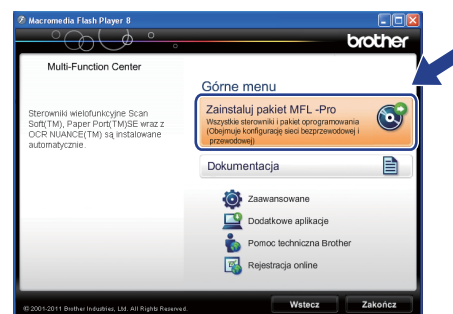 Macromedia Flash Player 8
brother
Multi-Function Center
Sterowniki wielofunkcyjne Scan
Soft(TM), Paper Port(TM)SE wraz z
OCR NUANCE(TM) są instalowane
automatycznie.
Górne menu
Zainstaluj pakiet MFL -Pro
Wszystkie sterowniki i pakiet oprogramowania
(Obejmuje konfigurację sieci bezprzewodowej i
przewodowej)
Dokumentacja
Zaawansowane
Dodatkowe aplikacje
Pomoc techniczna Brother
Rejestracja online
© 2001-2011 Brother Industries, Ltd. All Rights Reserved.
Wstecz
Zakończ